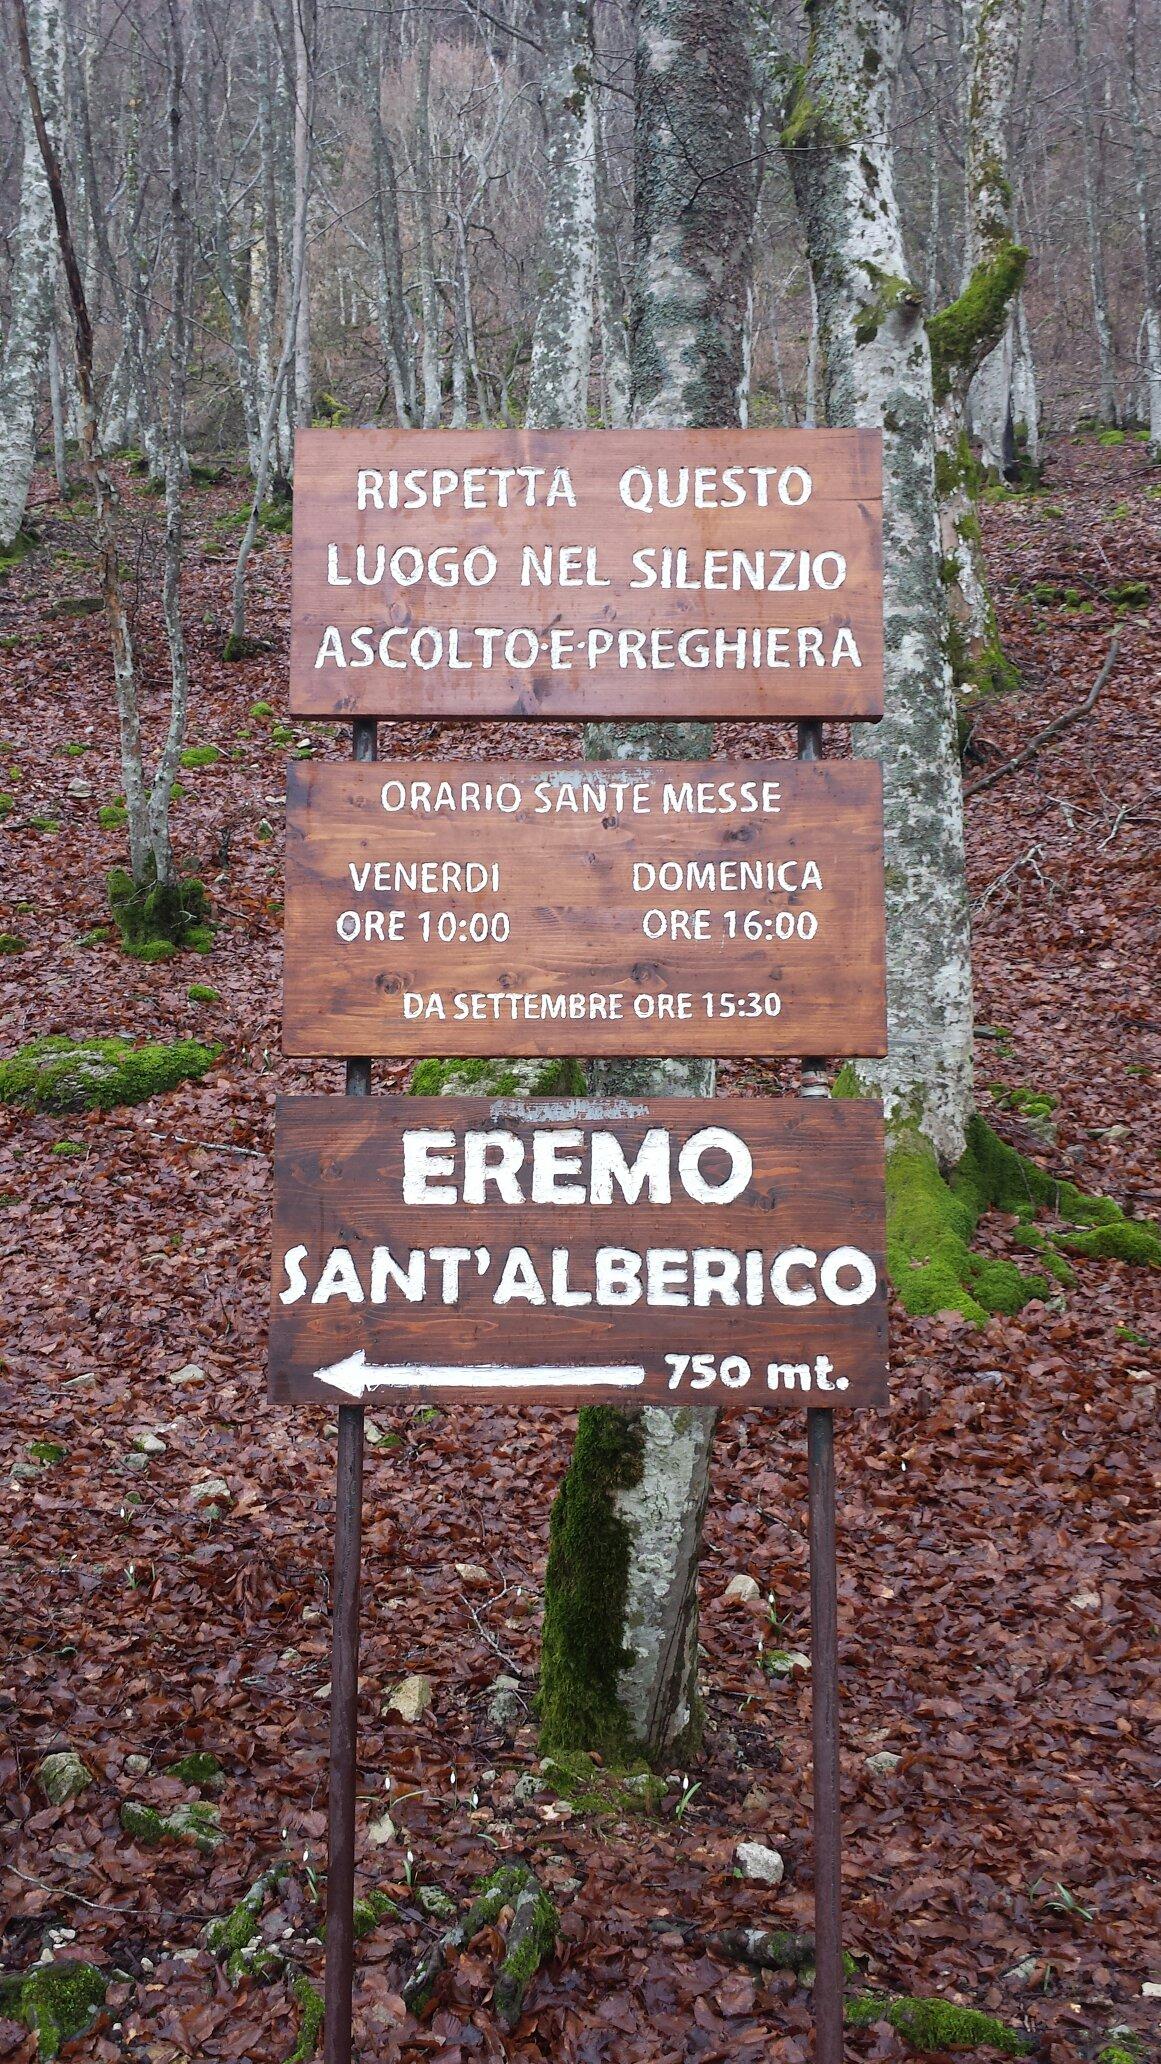 RISPETTA QUESTO
LUOGO NEL SILENZIO
ASCOLTO·E·PREGHIERA
ORARIO SANTE MESSE
VENERDI DOMENICA
ORE 10:00 ORE 16:00
DA SETTEMBRE ORE 15:30
EREMO
SANT'ALBERICO
750 mt.